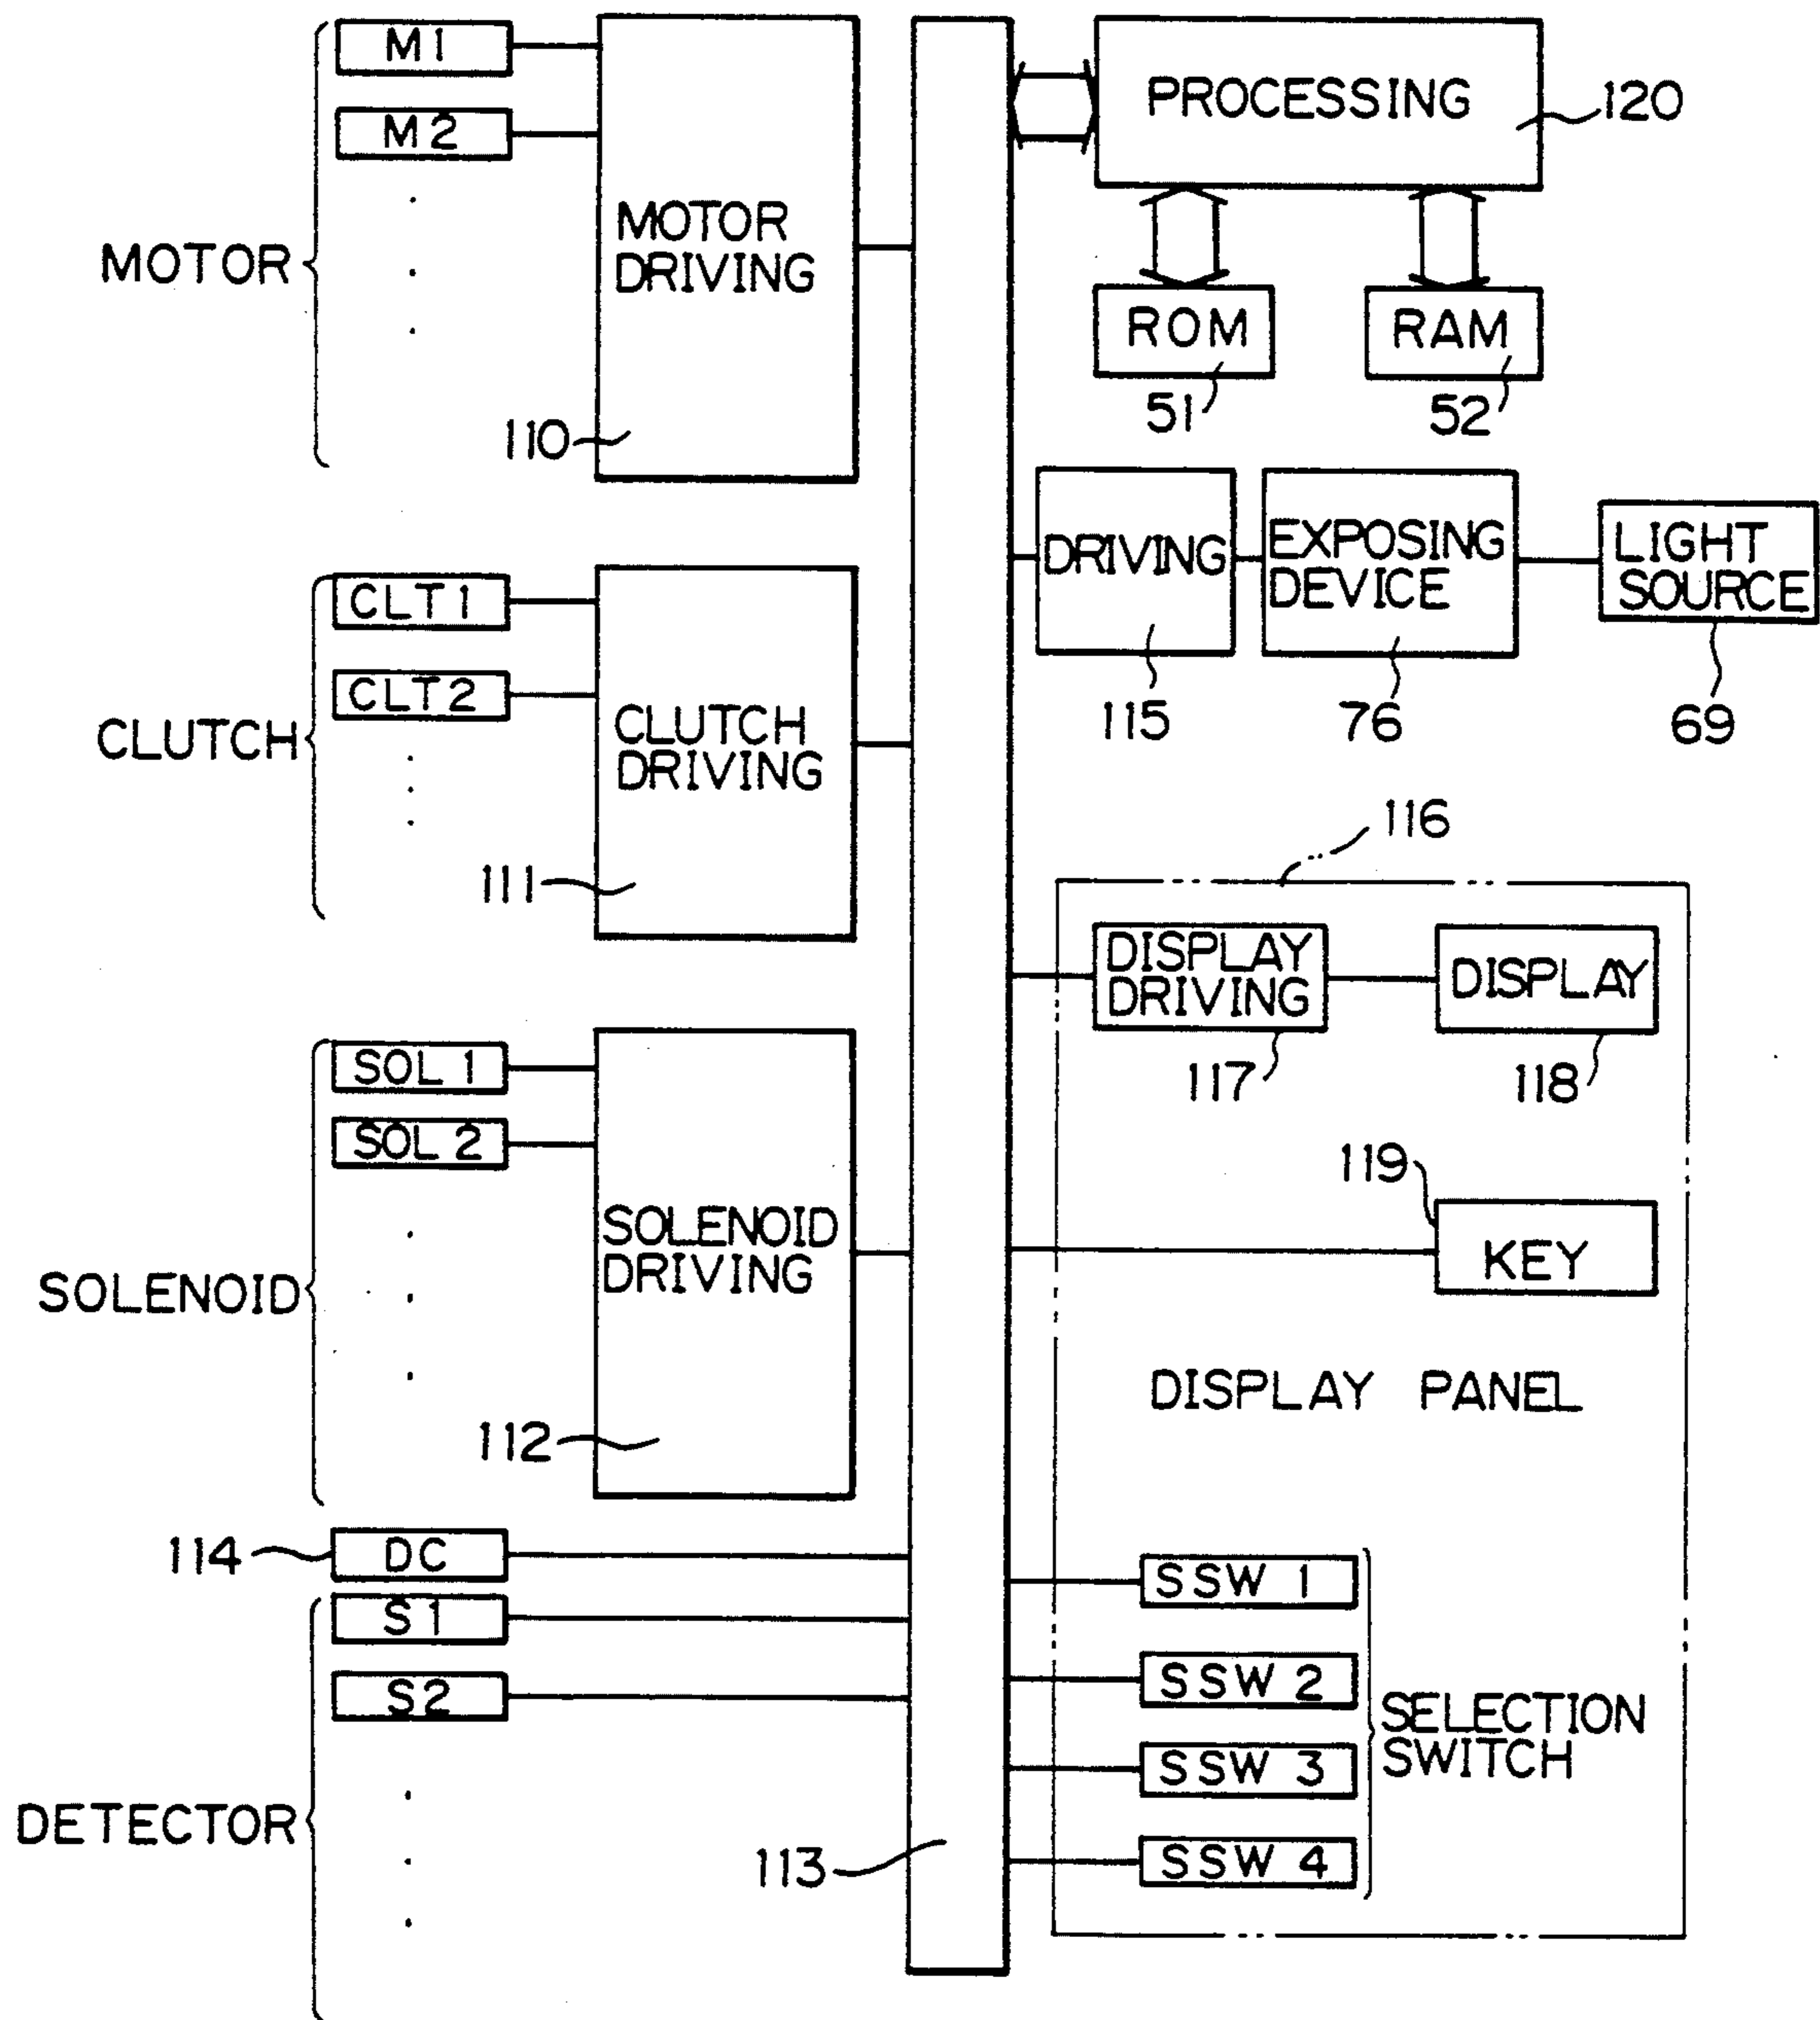 M1
M2
MOTOR
MOTOR
DRIVING
110
CLT1
CLT2
CLUTCH
CLUTCH
DRIVING
111
SOL 1
SOL 2
SOLENOID
SOLENOID
DRIVING
112
114
DC
S1
S2
DETECTOR
113
PROCESSING
120
ROM
RAM
51
52
DRIVING
EXPOSING
DEVICE
LIGHT
SOURCE
115
76
69
116
DISPLAY
DRIVING
DISPLAY
117
118
119
KEY
DISPLAY PANEL
SSW 1
SSW 2
SSW 3
SSW 4
SELECTION
SWITCH